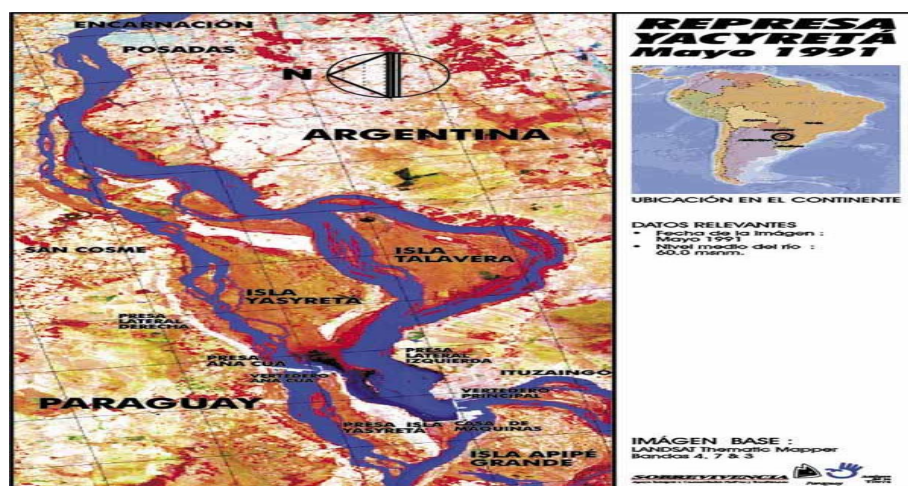 ENCARNACIÓN
POSADAS
N
ARGENTINA
SAN COSME
ISLA
TALAVERA
ISLA
YASYRETÁ
PRESA
LATERAL
DERECHA
PRESA
ANA CUA
VERTEDERO
ANA CUA
PRESA
LATERAL
IZQUIERDA
ITUZAINGÓ
VERTEDERO
PRINCIPAL
PARAGUAY
PRESA ISLA
YASYRETÁ
CASA DE
MAQUINAS
ISLA APIPÉ
GRANDE
REPRESA
YACYRETÁ
Mayo 1991
UBICACIÓN EN EL CONTINENTE
DATOS RELEVANTES
• Fecha de la Imágen :
Mayo 1991
• Nivel medio del río :
60.0 msnm.
IMÁGEN BASE :
LANDSAT Thematic Mapper
Bandas 4, 7 & 3
SOBREVIVENCIA
Paraguay